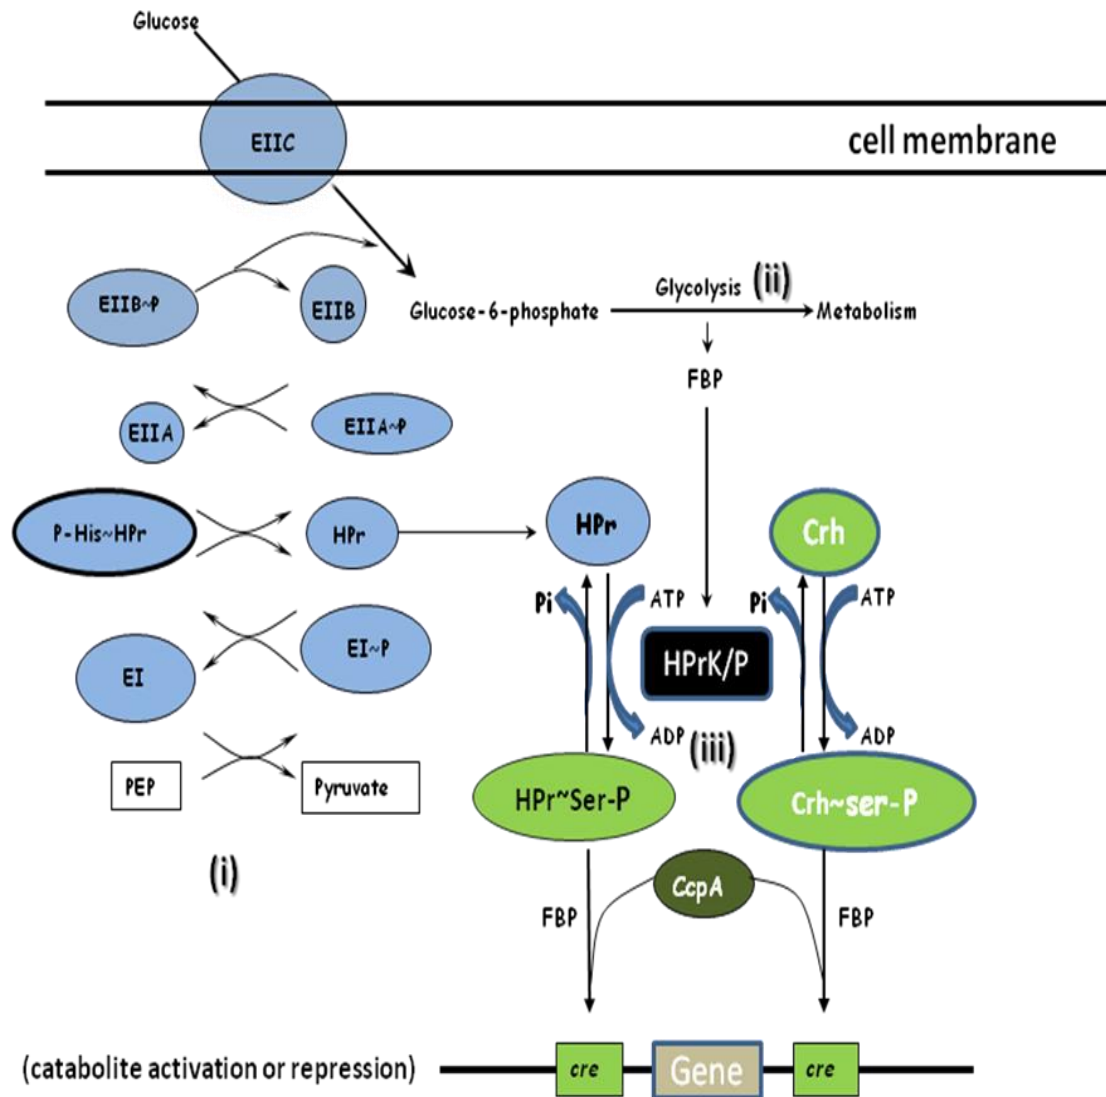 Glucose
EIIC
cell membrane
EIIB~P
EIIB
Glucose-6-phosphate
Glycolysis (ii)
Metabolism
FBP
EIIA
EIIA~P
P-His~HPr
HPr
HPr
Crh
Pi
ATP
Pi
ATP
HPrK/P
EI
EI~P
ADP
(iii)
ADP
PEP
Pyruvate
HPr~Ser-P
Crh~ser-P
(i)
CcpA
FBP
FBP
(catabolite activation or repression)
cre
Gene
cre